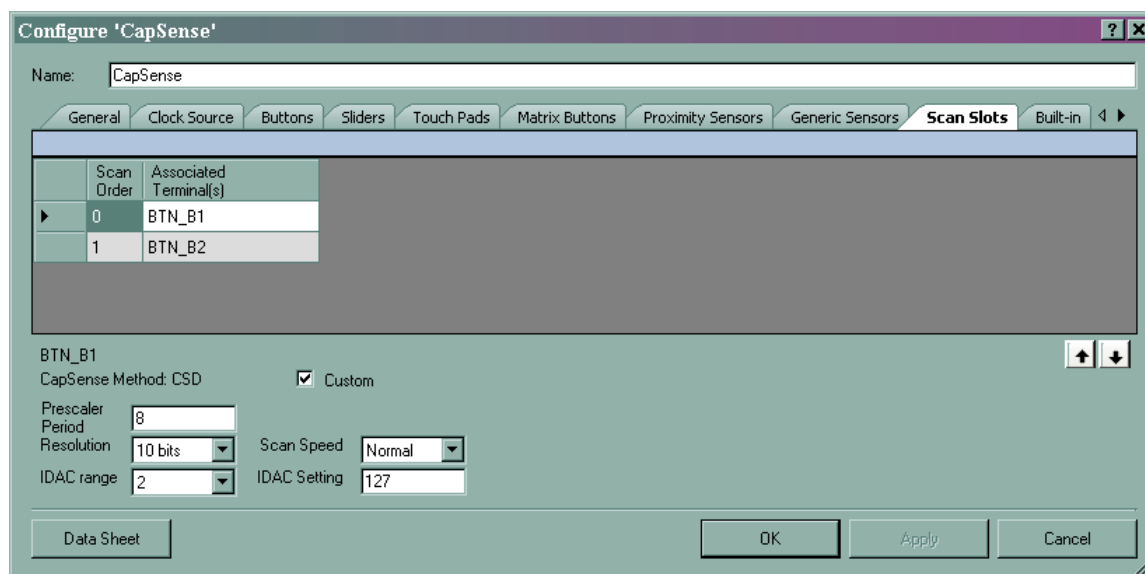 Configure 'CapSense'
Name: CapSense
General Clock Source Buttons Sliders Touch Pads Matrix Buttons Proximity Sensors Generic Sensors Scan Slots Built-in
Scan Order Associated Terminal(s)
0 BTN_B1
1 BTN_B2
BTN_B1
CapSense Method: CSD Custom
Prescaler Period 8
Resolution 10 bits Scan Speed Normal
IDAC range 2 IDAC Setting 127
Data Sheet OK Apply Cancel